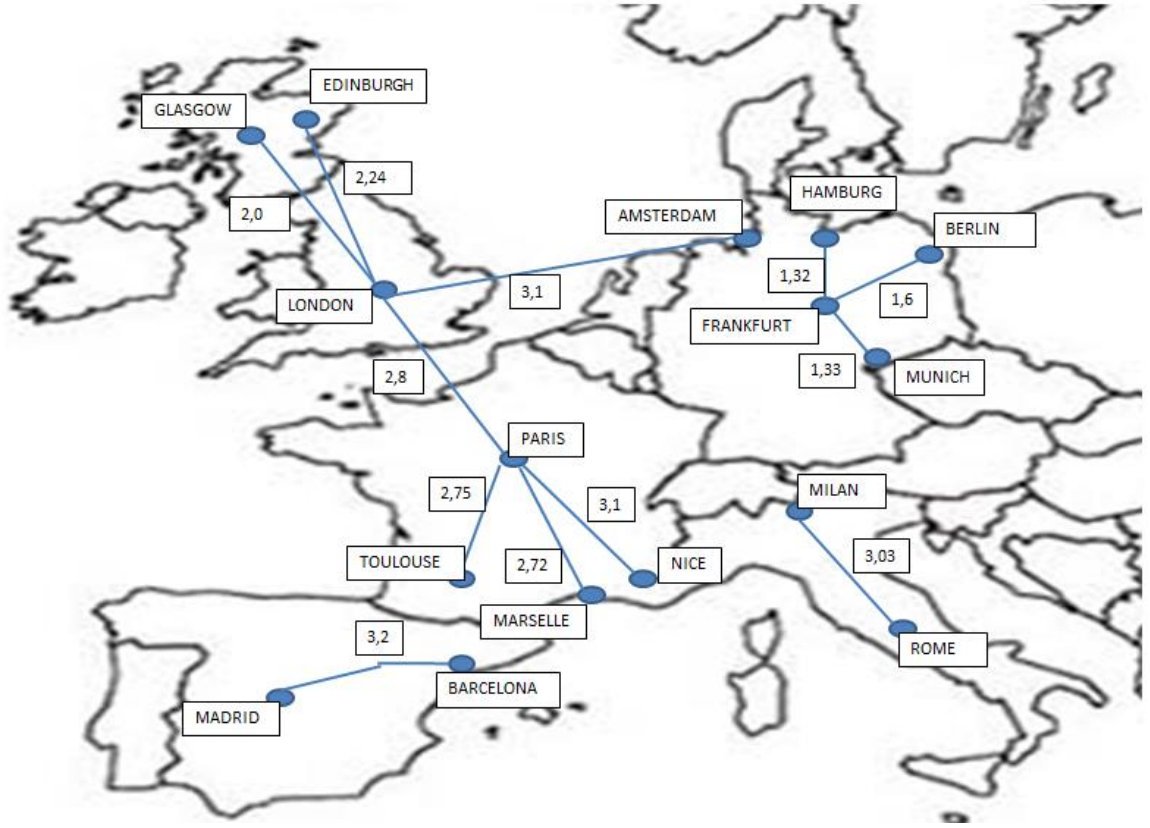 EDINBURGH
GLASGOW
2,24
HAMBURG
2,0
AMSTERDAM
BERLIN
1,32
3,1
LONDON
1,6
FRANKFURT
2,8
1,33
MUNICH
PARIS
2,75
MILAN
3,1
3,03
TOULOUSE
2,72
NICE
MARSELLE
3,2
ROME
BARCELONA
MADRID